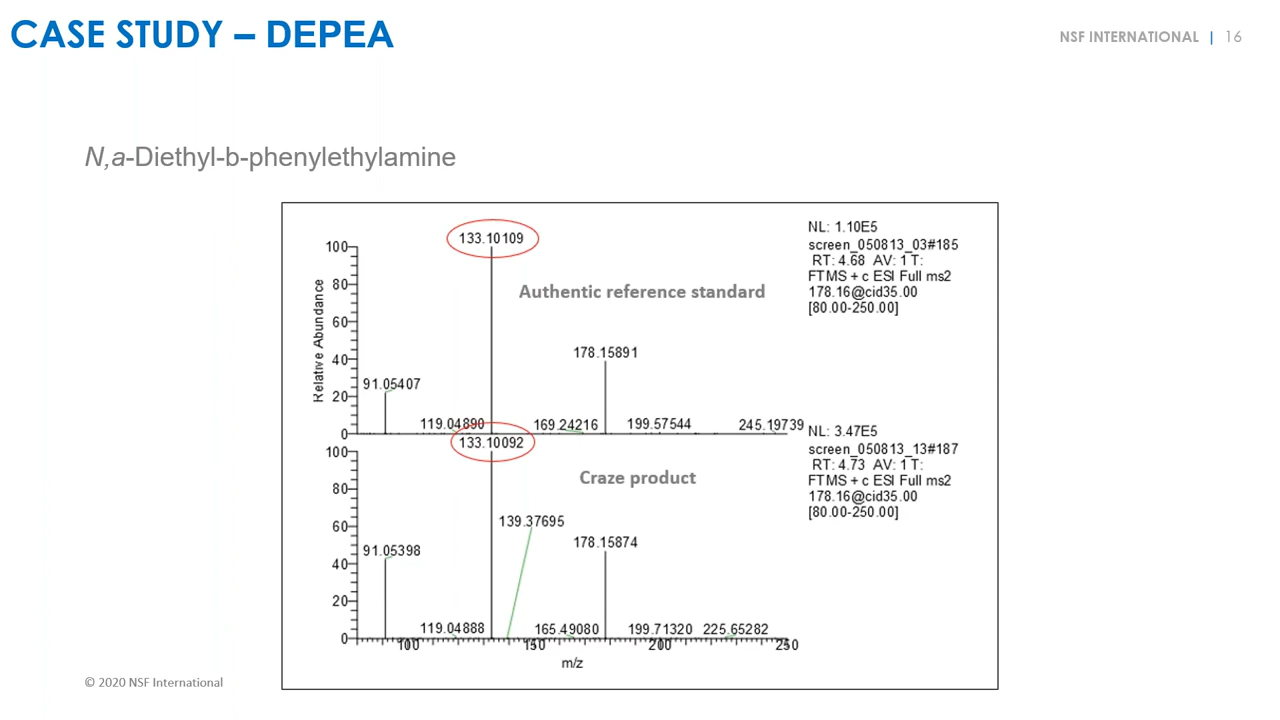 CASE STUDY – DEPEA
NSF INTERNATIONAL | 16
N,a-Diethyl-b-phenylethylamine
133.10109
NL: 1.10E5
screen_050813_03#185
RT: 4.68 AV: 1 T:
FTMS + c ESI Full ms2
178.16@cid35.00
[80.00-250.00]
Authentic reference standard
Relative Abundance
100
80
60
40
20
0
178.15891
91.05407
119.04890
169.24216
199.57544
245.19739
133.10092
NL: 3.47E5
screen_050813_13#187
RT: 4.73 AV: 1 T:
FTMS + c ESI Full ms2
178.16@cid35.00
[80.00-250.00]
Craze product
100
80
60
40
20
0
139.37695
178.15874
91.05398
119.04888
165.49080
199.71320
225.65282
100
150
200
250
m/z
© 2020 NSF International